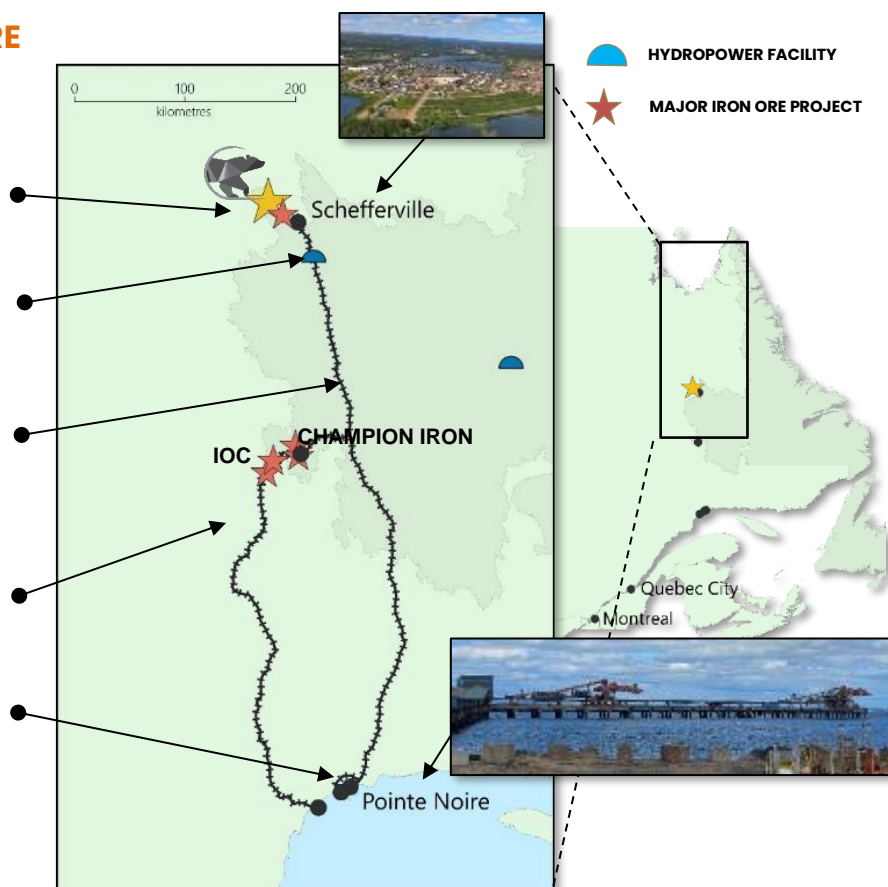 RE
HYDROPOWER FACILITY
MAJOR IRON ORE PROJECT
0 100 200
kilometres
Schefferville
CHAMPION IRON
IOC
Quebec City
Montreal
Pointe Noire